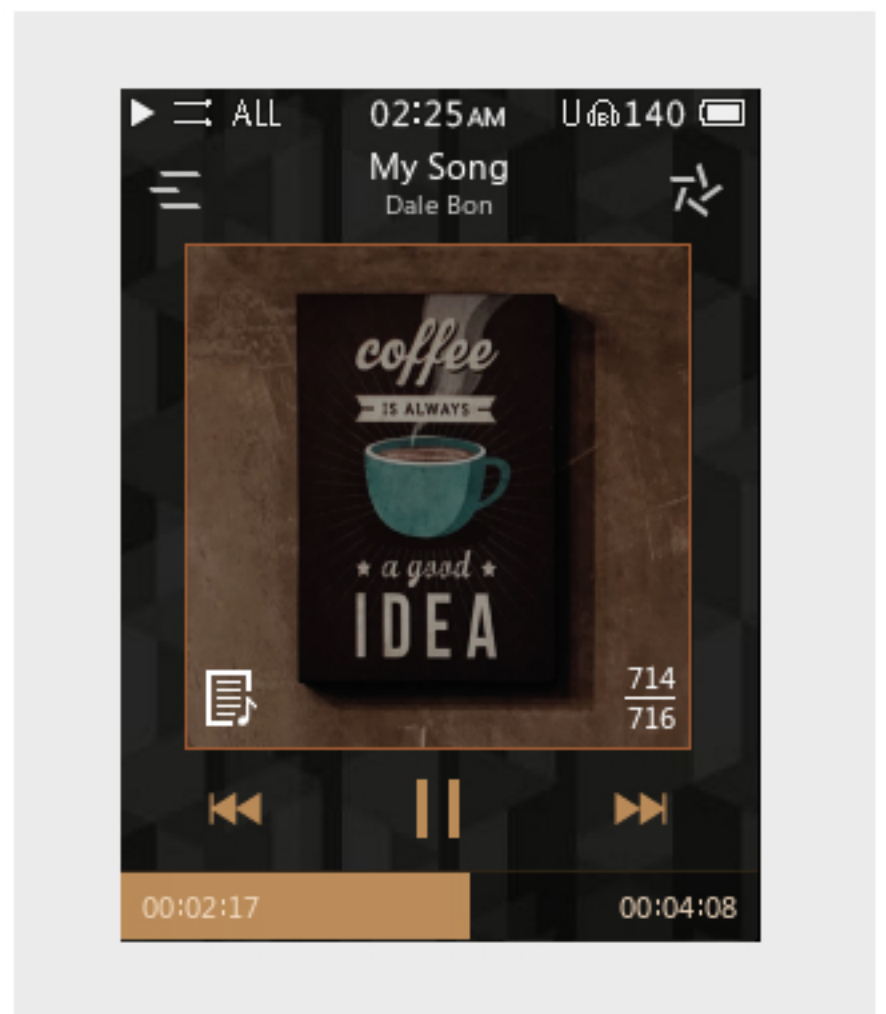 ALL 02:25AM U 140
My Song
Dale Bon
coffee
IS ALWAYS
a good
IDEA
714
716
00:02:17 00:04:08